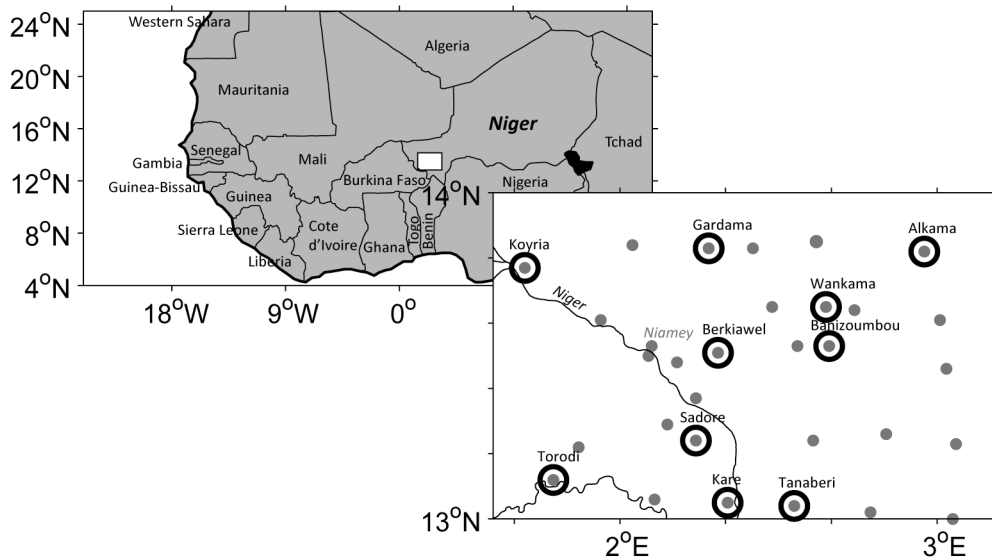 24°N
Western Sahara
Algeria
20°N
Mauritania
Niger
16°N
Tchad
Senegal
Mali
Gambia
12°N
Burkina Faso
Nigeria
Guinea-Bissau
Guinea
Togo
Benin
8°N
Sierra Leone
Cote
d'Ivoire
Ghana
Liberia
4°N
18°W
9°W
0°
14°N
Gardama
Alkama
Koyria
Wankama
Niger
Banizoumbou
Niamey
Berkiawel
Sadore
Torodi
Kare
Tanaberi
13°N
2°E
3°E